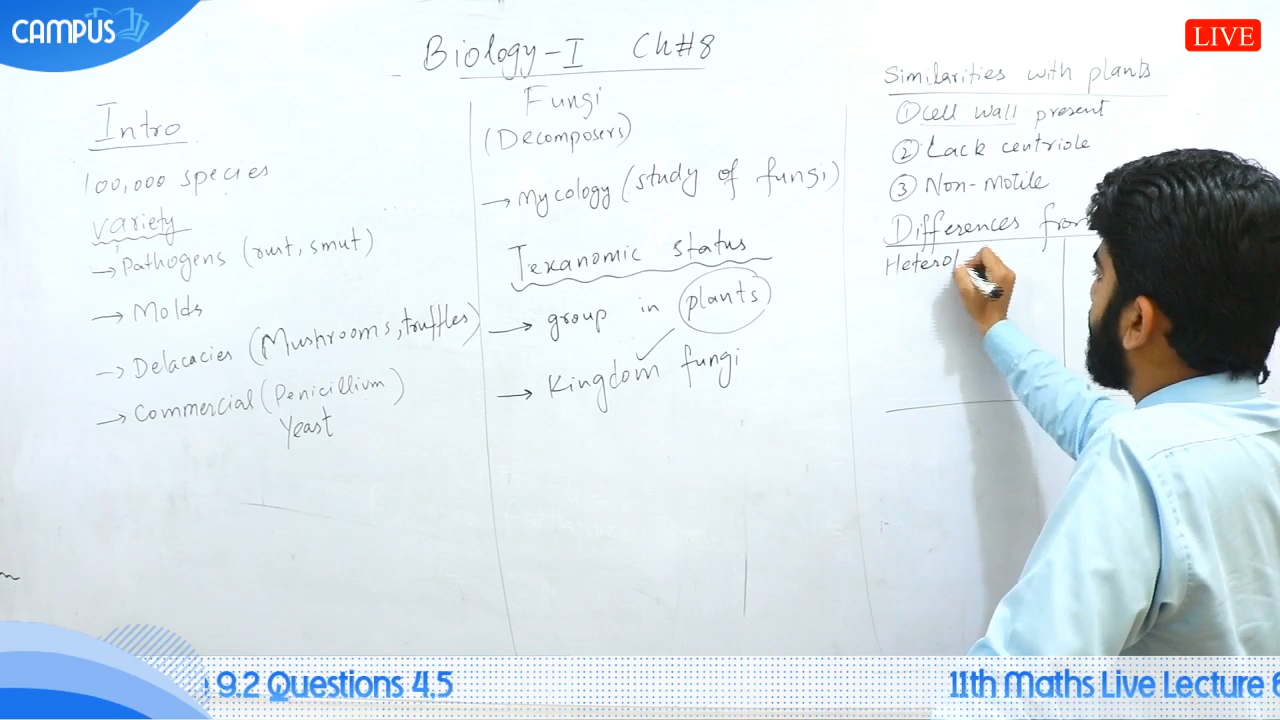 CAMPUS
LIVE
Biology-I Ch#8
Intro
100,000 species
variety
→ Pathogens (rust, smut)
→ Molds
→ Delacacies (Mushrooms, truffles)
→ Commercial (Penicillium)
Yeast
Fungi
(Decomposers)
→ Mycology (study of fungi)
Texanomic status
→ group in plants
→ Kingdom fungi
Similarities with plants
① Cell wall present
② Lack centriole
③ Non-Motile
Differences from
Hetero
9.2 Questions 4,5
11th Maths Live Lecture 6